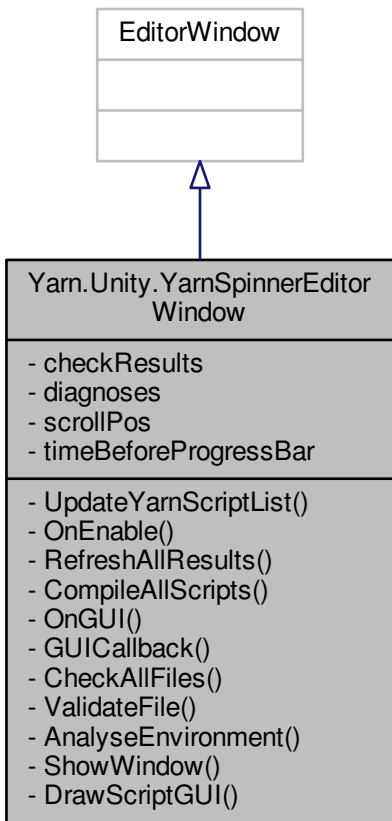 EditorWindow
Yarn.Unity.YarnSpinnerEditor
Window
- checkResults
- diagnoses
- scrollPos
- timeBeforeProgressBar
- UpdateYarnScriptList()
- OnEnable()
- RefreshAllResults()
- CompileAllScripts()
- OnGUI()
- GUICallback()
- CheckAllFiles()
- ValidateFile()
- AnalyseEnvironment()
- ShowWindow()
- DrawScriptGUI()